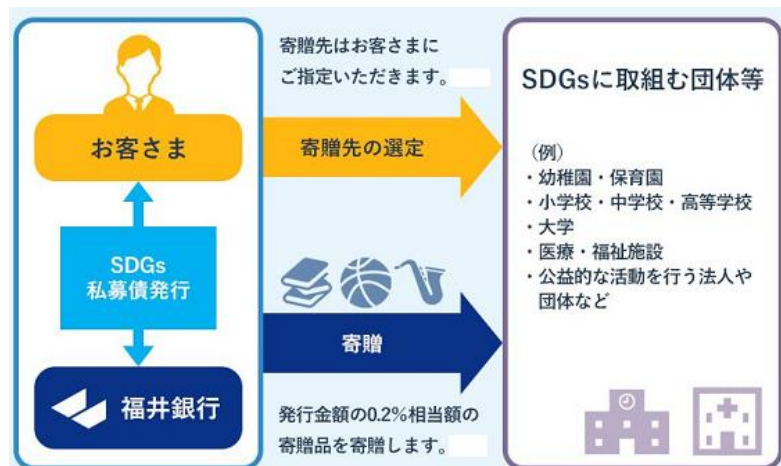 お客さま
SDGs
私募債発行
福井銀行
寄贈先はお客さまに
ご指定いただきます。
寄贈先の選定
寄贈
発行金額の0.2%相当額の
寄贈品を寄贈します。
SDGsに取組む団体等
（例）
・幼稚園・保育園
・小学校・中学校・高等学校
・大学
・医療・福祉施設
・公益的な活動を行う法人や
団体など